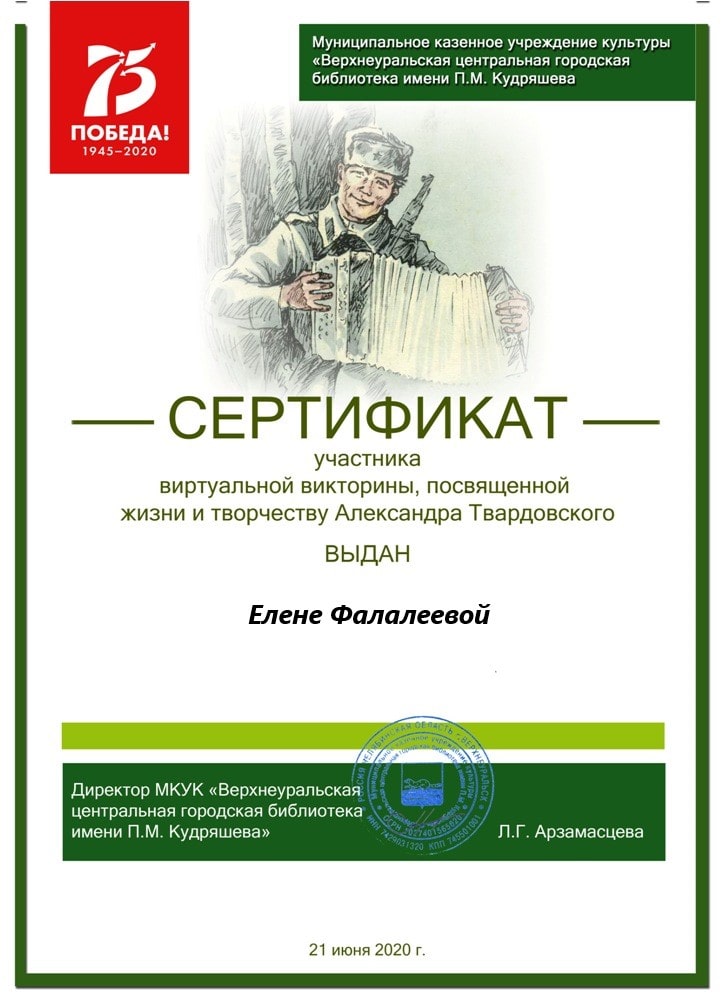 75
ПОБЕДА!
1945–2020
Муниципальное казенное учреждение культуры
«Верхнеуральская центральная городская
библиотека имени П.М. Кудряшева
СЕРТИФИКАТ
участника
виртуальной викторины, посвященной
жизни и творчеству Александра Твардовского
ВЫДАН
Елене Фалалеевой
Директор МКУК «Верхнеуральская
центральная городская библиотека
имени П.М. Кудряшева»
Л.Г. Арзамасцева
21 июня 2020 г.